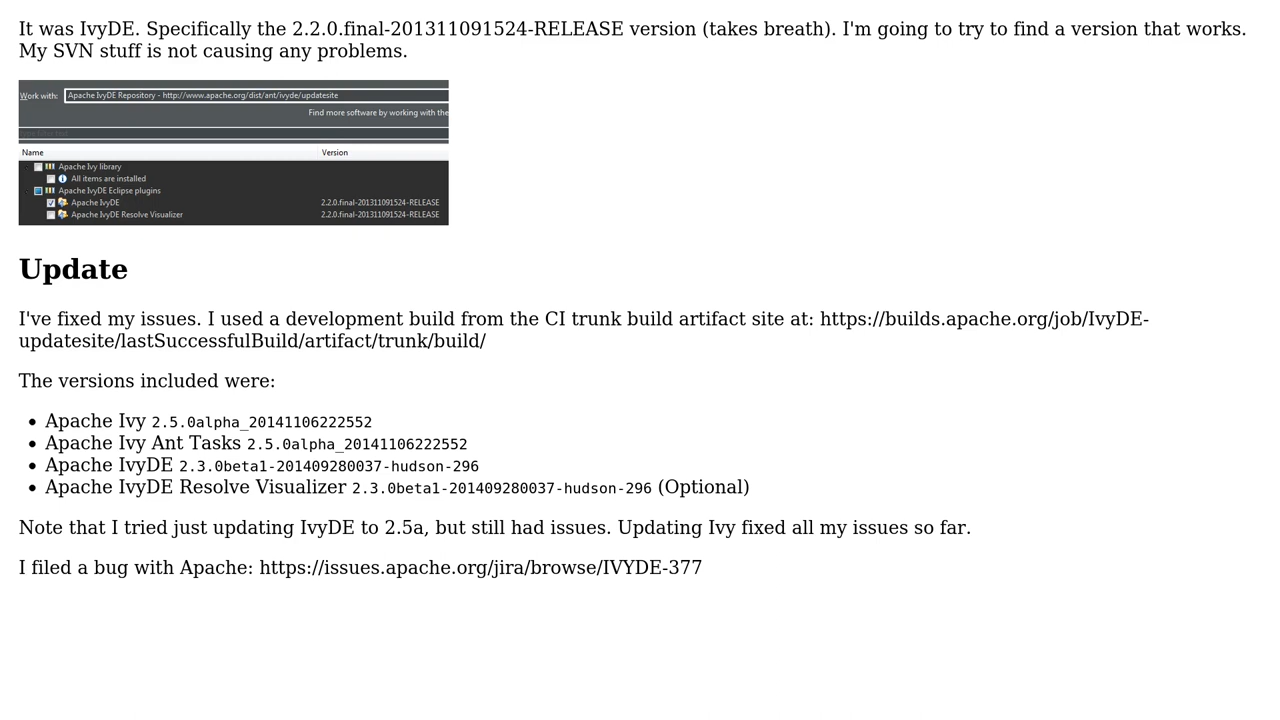 It was IvyDE. Specifically the 2.2.0.final-201311091524-RELEASE version (takes breath). I'm going to try to find a version that works.
My SVN stuff is not causing any problems.
Work with: Apache IvyDE Repository - http://www.apache.org/dist/ant/ivyde/updatesite
Find more software by working with the
type filter text
Name Version
Apache Ivy library
All items are installed
Apache IvyDE Eclipse plugins
Apache IvyDE 2.2.0.final-201311091524-RELEASE
Apache IvyDE Resolve Visualizer 2.2.0.final-201311091524-RELEASE
Update
I've fixed my issues. I used a development build from the CI trunk build artifact site at: https://builds.apache.org/job/IvyDE-
updatesite/lastSuccessfulBuild/artifact/trunk/build/
The versions included were:
• Apache Ivy 2.5.0alpha_20141106222552
• Apache Ivy Ant Tasks 2.5.0alpha_20141106222552
• Apache IvyDE 2.3.0beta1-201409280037-hudson-296
• Apache IvyDE Resolve Visualizer 2.3.0beta1-201409280037-hudson-296 (Optional)
Note that I tried just updating IvyDE to 2.5a, but still had issues. Updating Ivy fixed all my issues so far.
I filed a bug with Apache: https://issues.apache.org/jira/browse/IVYDE-377